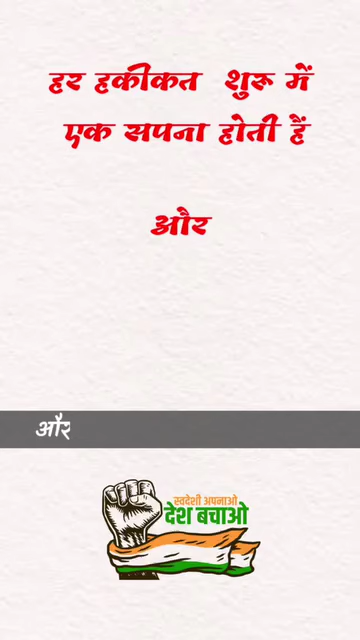 हर हकीकत शुरू में
एक सपना होती हैं
और
और
स्वदेशी अपनाओ
देश बचाओ